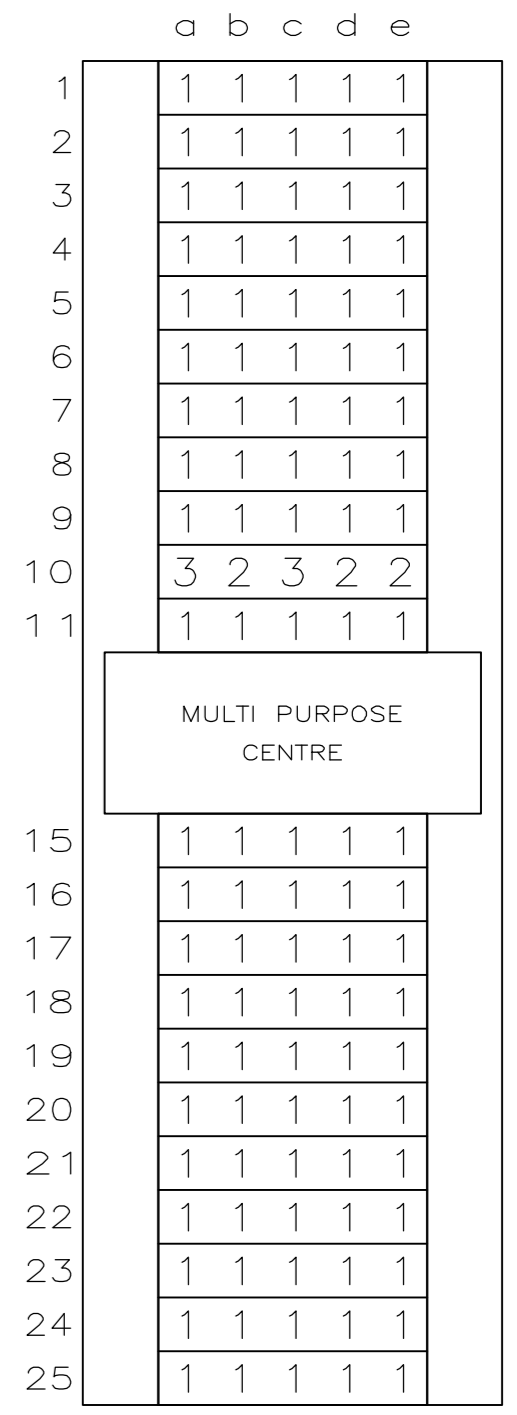 a b c d e
1 1 1 1 1 1
2 1 1 1 1 1
3 1 1 1 1 1
4 1 1 1 1 1
5 1 1 1 1 1
6 1 1 1 1 1
7 1 1 1 1 1
8 1 1 1 1 1
9 1 1 1 1 1
10 3 2 3 2 2
11 1 1 1 1 1
MULTI PURPOSE
CENTRE
15 1 1 1 1 1
16 1 1 1 1 1
17 1 1 1 1 1
18 1 1 1 1 1
19 1 1 1 1 1
20 1 1 1 1 1
21 1 1 1 1 1
22 1 1 1 1 1
23 1 1 1 1 1
24 1 1 1 1 1
25 1 1 1 1 1